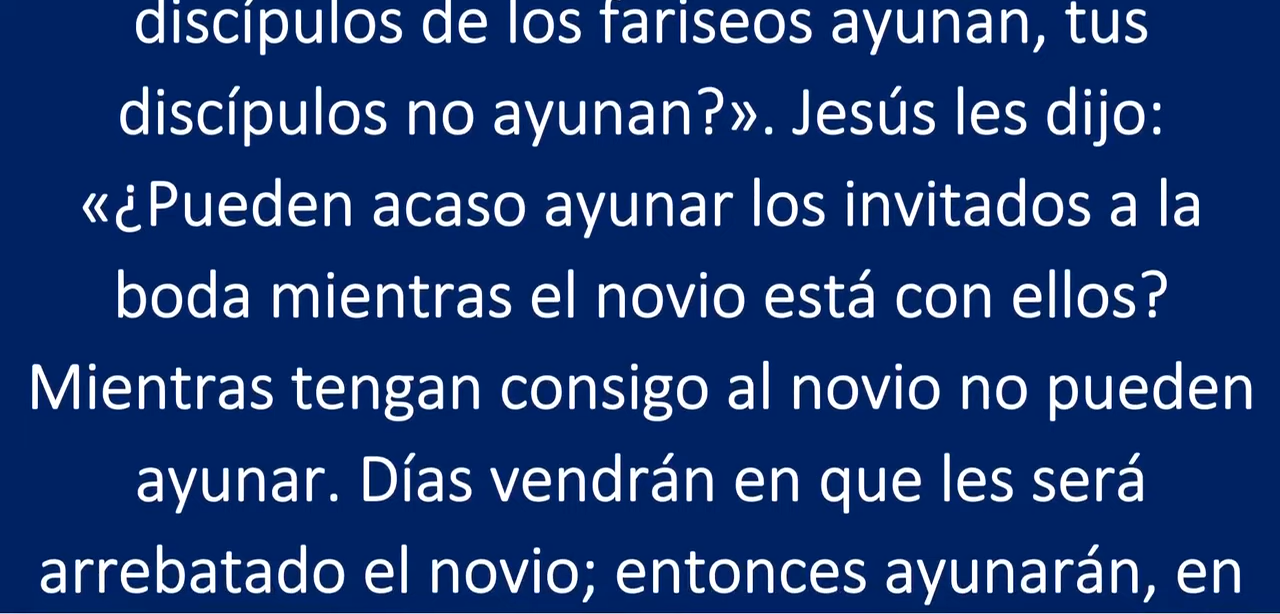 discípulos de los fariseos ayunan, tus
discípulos no ayunan?». Jesús les dijo:
«¿Pueden acaso ayunar los invitados a la
boda mientras el novio está con ellos?
Mientras tengan consigo al novio no pueden
ayunar. Días vendrán en que les será
arrebatado el novio; entonces ayunarán, en